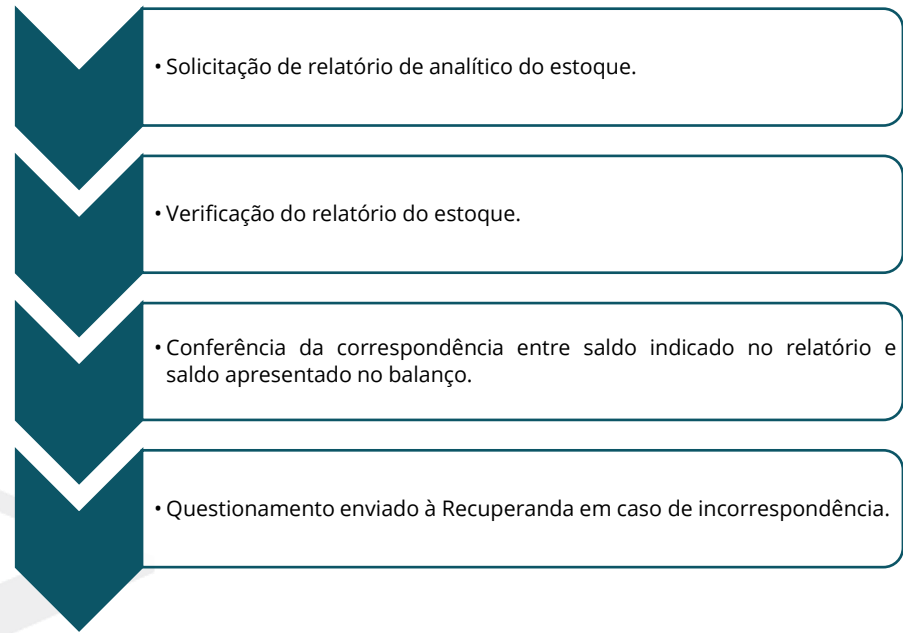 • Solicitação de relatório de analítico do estoque.
• Verificação do relatório do estoque.
• Conferência da correspondência entre saldo indicado no relatório e
saldo apresentado no balanço.
• Questionamento enviado à Recuperanda em caso de incorrespondência.